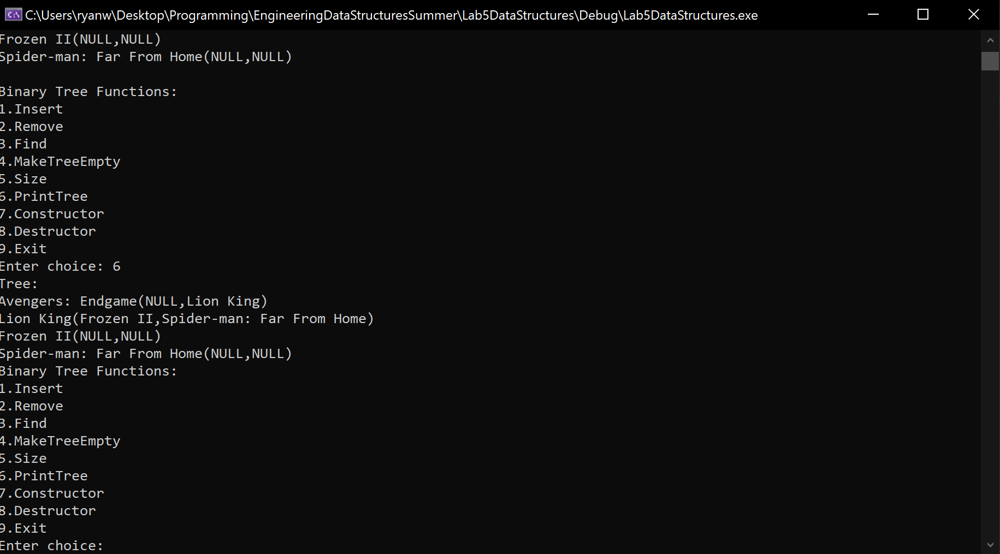 C:\Users\ryanw\Desktop\Programming\EngineeringDataStructuresSummer\Lab5DataStructures\Debug\Lab5DataStructures.exe
Frozen II(NULL,NULL)
Spider-man: Far From Home(NULL,NULL)
Binary Tree Functions:
1.Insert
2.Remove
3.Find
4.MakeTreeEmpty
5.Size
6.PrintTree
7.Constructor
8.Destructor
9.Exit
Enter choice: 6
Tree:
Avengers: Endgame(NULL,Lion King)
Lion King(Frozen II,Spider-man: Far From Home)
Frozen II(NULL,NULL)
Spider-man: Far From Home(NULL,NULL)
Binary Tree Functions:
1.Insert
2.Remove
3.Find
4.MakeTreeEmpty
5.Size
6.PrintTree
7.Constructor
8.Destructor
9.Exit
Enter choice: